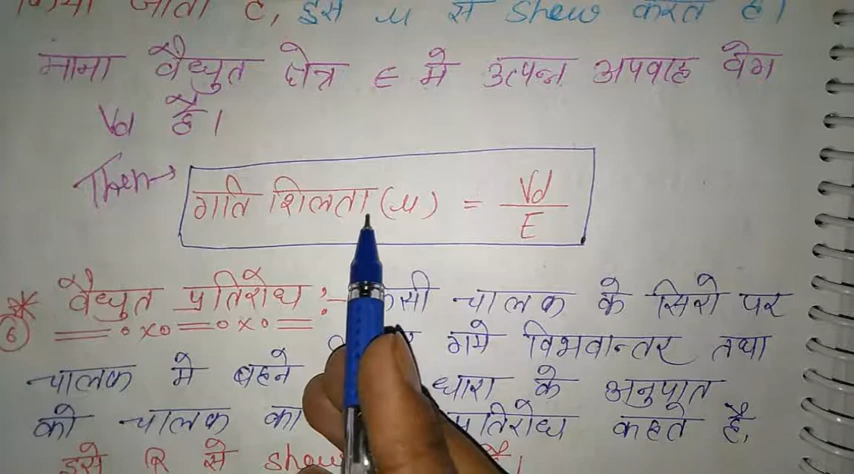 किया जाता है, इसे μ से show करते है।
माना वैद्युत क्षेत्र E मे उत्पन्न अपवाह वेग
Vd है।
Then→ गति शिलता (μ) = Vd / E
⑥ वैद्युत प्रतिरोध :- किसी चालक के सिरो पर
गये विभवान्तर तथा
चालक मे बहने धारा के अनुपात
को चालक का प्रतिरोध कहते है,
इसे R से show है।